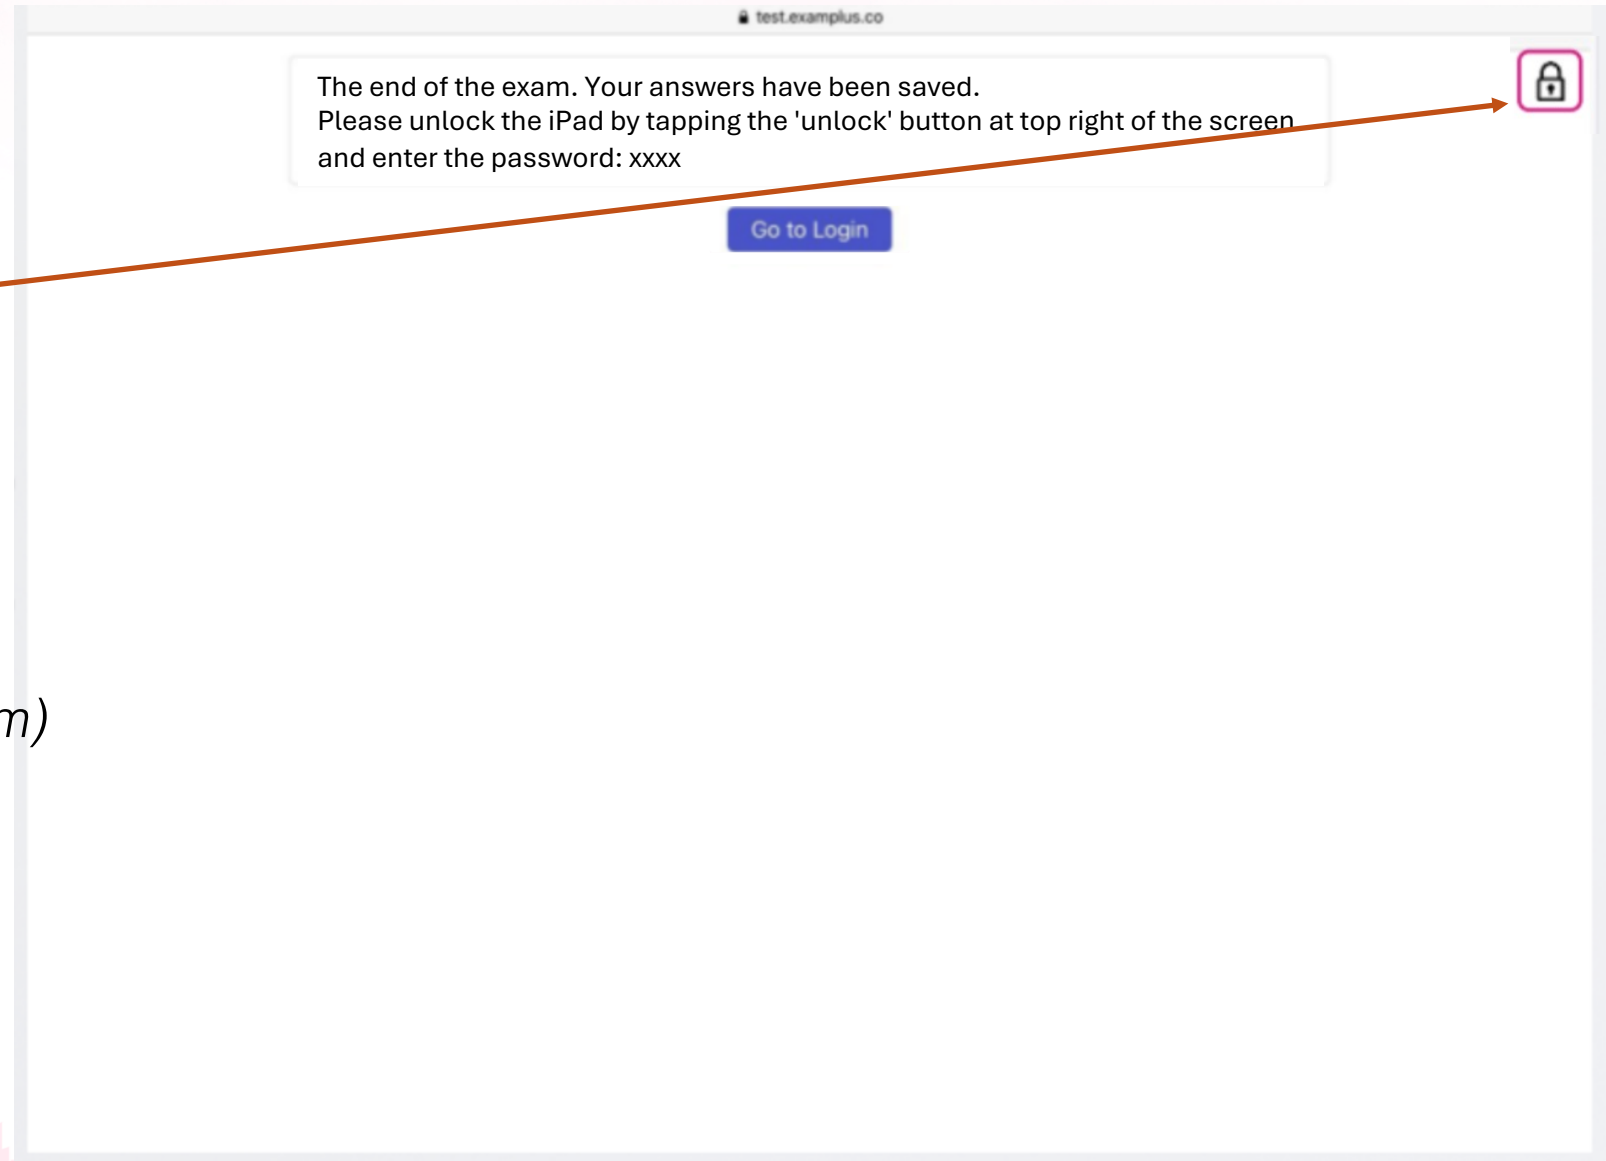 test.examplus.co
The end of the exam. Your answers have been saved.
Please unlock the iPad by tapping the 'unlock' button at top right of the screen
and enter the password: xxxx
Go to Login
m)